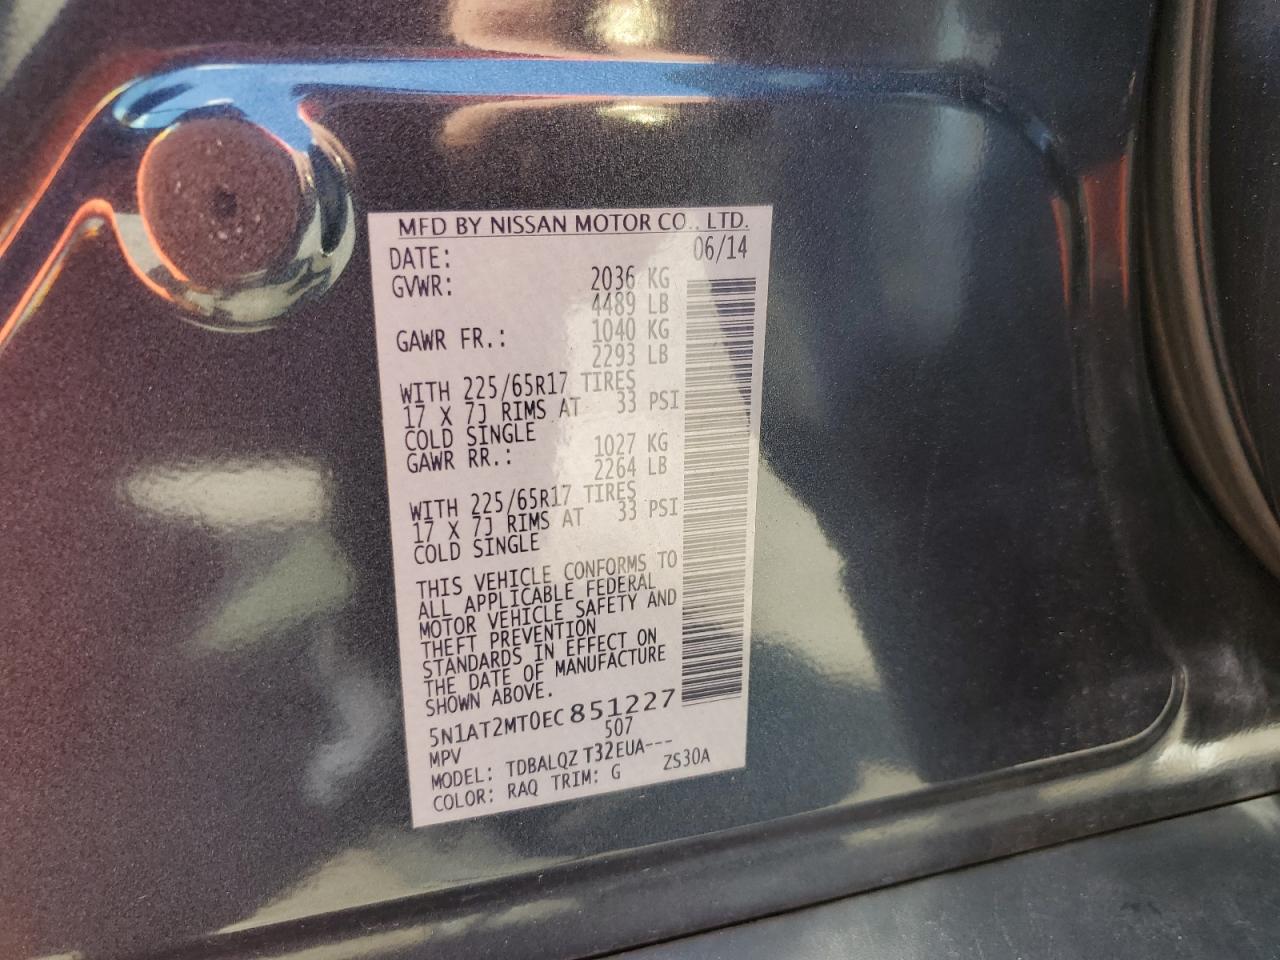 MFD BY NISSAN MOTOR CO., LTD.
DATE: 06/14
GVWR: 2036 KG
4489 LB
GAWR FR.: 1040 KG
2293 LB
WITH 225/65R17 TIRES
17 X 7J RIMS AT 33 PSI
COLD SINGLE
GAWR RR.: 1027 KG
2264 LB
WITH 225/65R17 TIRES
17 X 7J RIMS AT 33 PSI
COLD SINGLE
THIS VEHICLE CONFORMS TO
ALL APPLICABLE FEDERAL
MOTOR VEHICLE SAFETY AND
THEFT PREVENTION
STANDARDS IN EFFECT ON
THE DATE OF MANUFACTURE
SHOWN ABOVE.
5N1AT2MT0EC851227
MPV 507
MODEL: TDBALQZ T32EUA---
COLOR: RAQ TRIM: G ZS30A